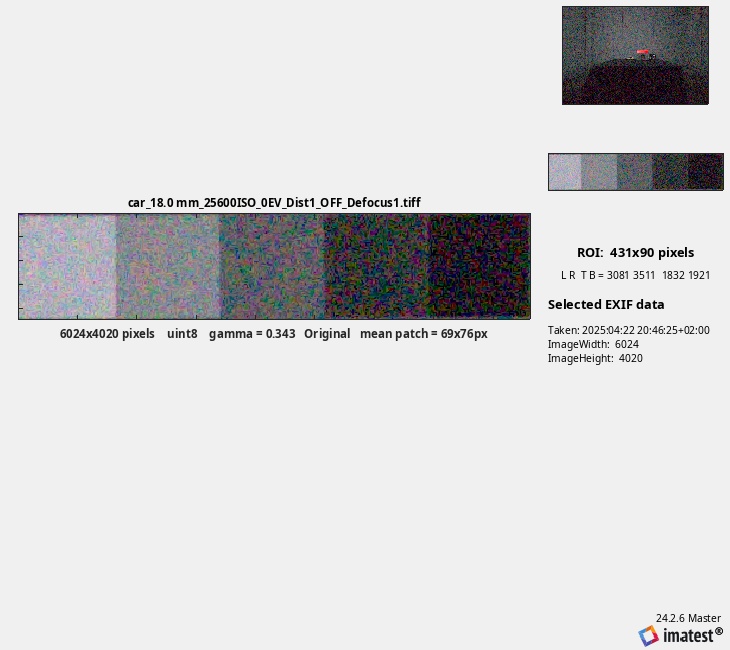 car_18.0 mm_25600ISO_0EV_Dist1_OFF_Defocus1.tiff
6024x4020 pixels uint8 gamma = 0.343 Original mean patch = 69x76px
ROI: 431x90 pixels
L R T B = 3081 3511 1832 1921
Selected EXIF data
Taken: 2025:04:22 20:46:25+02:00
ImageWidth: 6024
ImageHeight: 4020
24.2.6 Master
imatest®